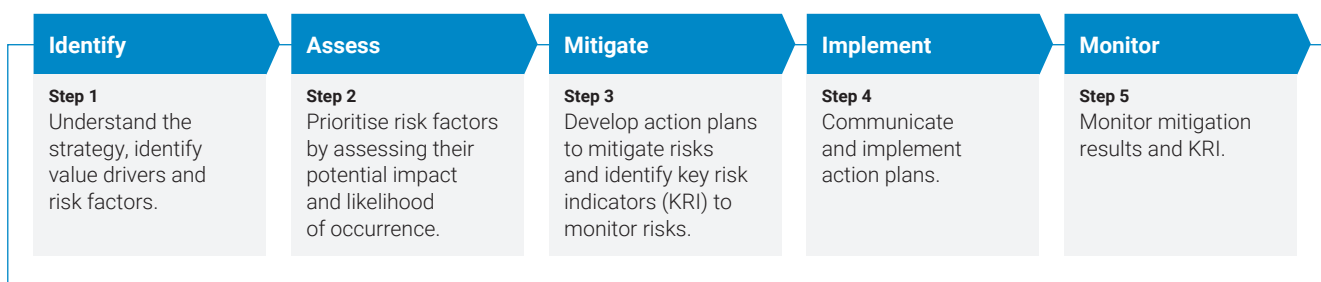 Identify
Step 1
Understand the
strategy, identify
value drivers and
risk factors.
Assess
Step 2
Prioritise risk factors
by assessing their
potential impact
and likelihood
of occurrence.
Mitigate
Step 3
Develop action plans
to mitigate risks
and identify key risk
indicators (KRI) to
monitor risks.
Implement
Step 4
Communicate
and implement
action plans.
Monitor
Step 5
Monitor mitigation
results and KRI.